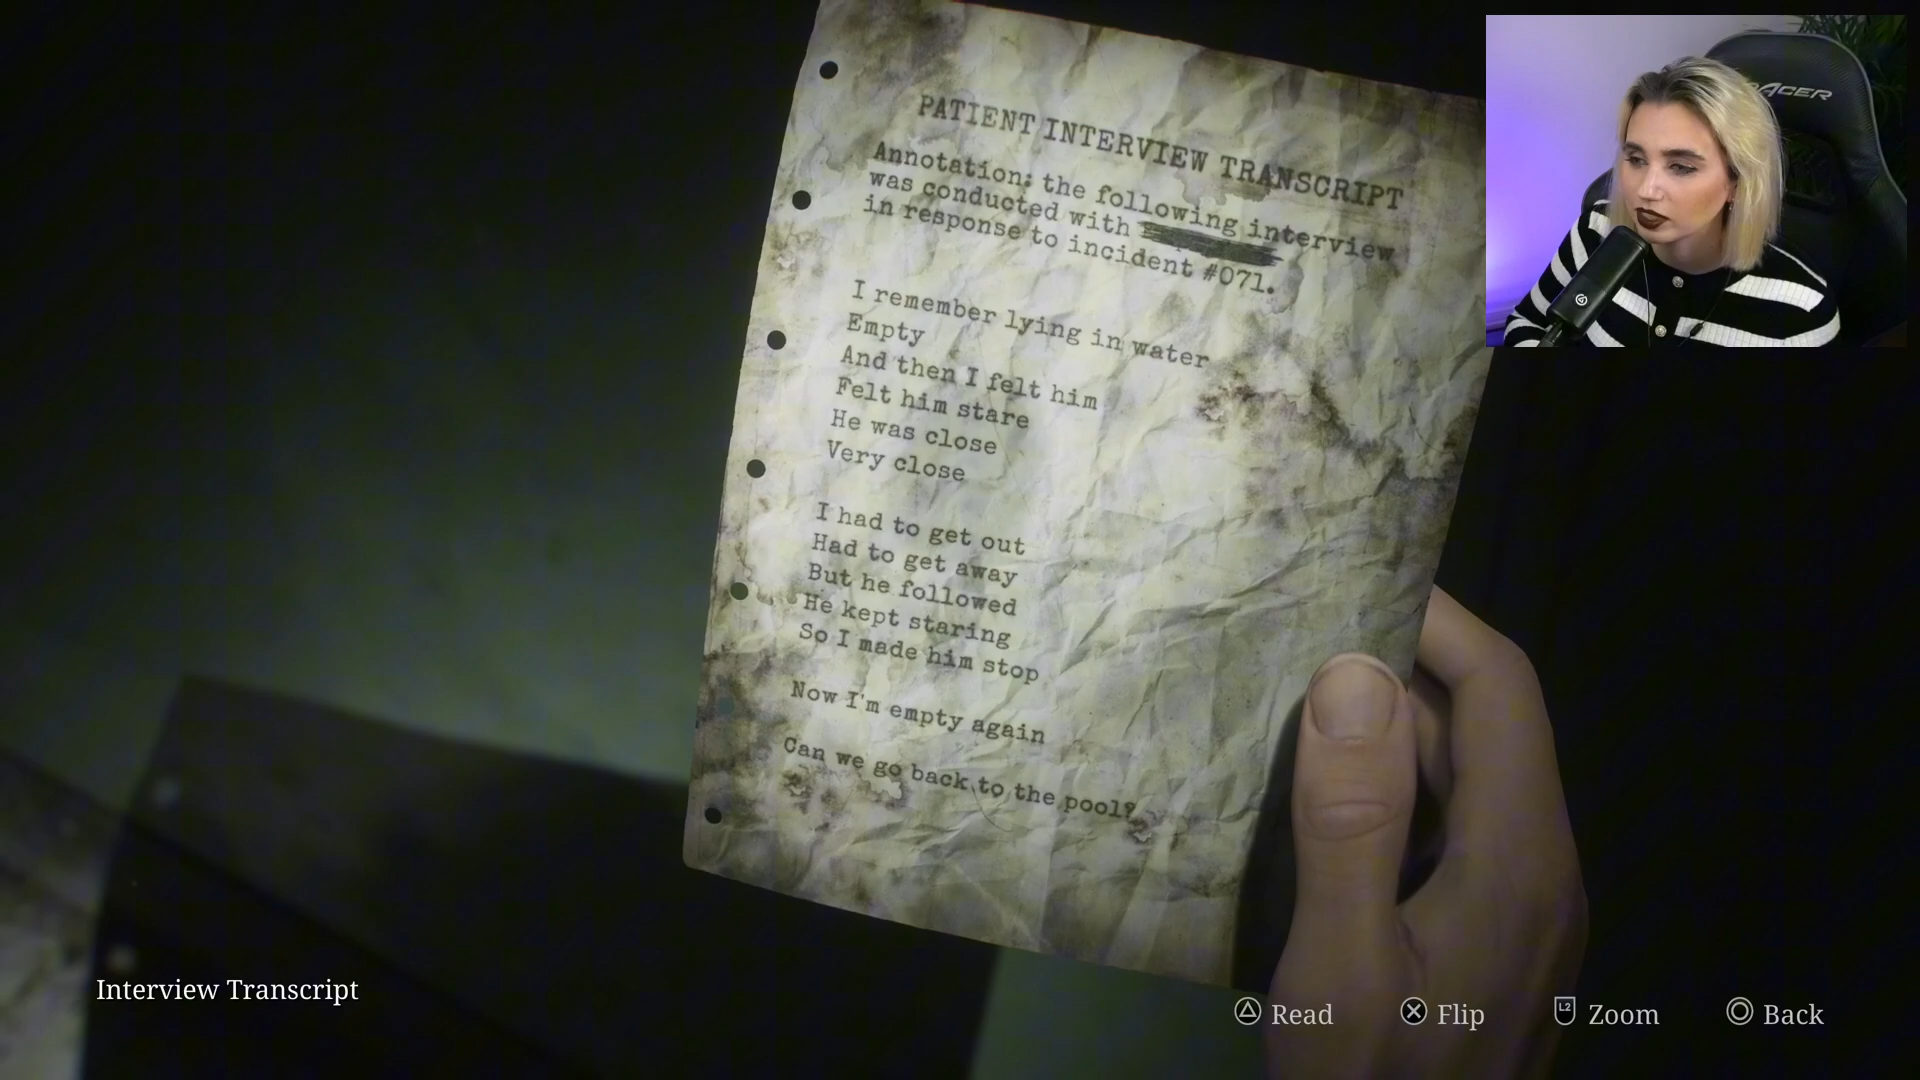 PATIENT INTERVIEW TRANSCRIPT
Annotation: the following interview
was conducted with
in response to incident #071.
I remember lying in water
Empty
And then I felt him
Felt him stare
He was close
Very close
I had to get out
Had to get away
But he followed
He kept staring
So I made him stop
Now I'm empty again
Can we go back to the pool?
Interview Transcript
Read
L2
Flip
Zoom
Back